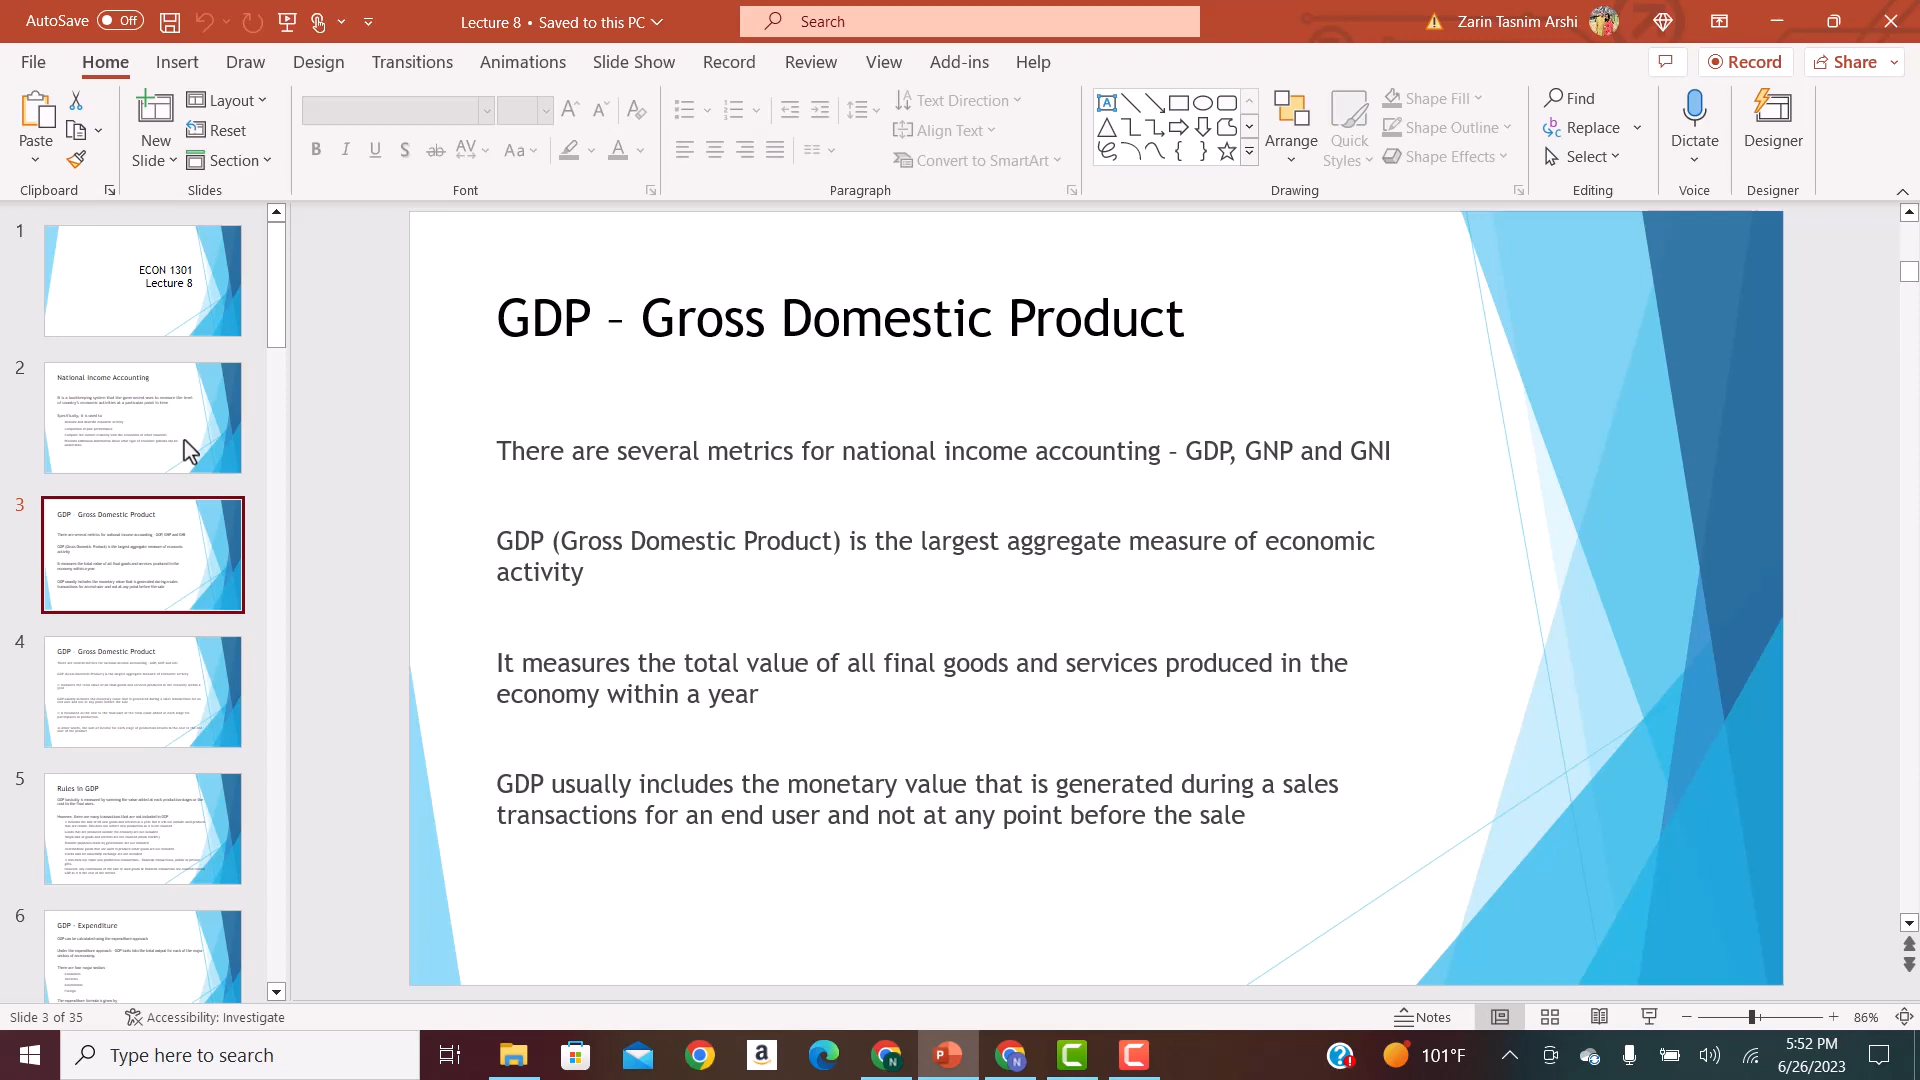 AutoSave Off
Lecture 8 • Saved to this PC
Search
Zarin Tasnim Arshi
File Home Insert Draw Design Transitions Animations Slide Show Record Review View Add-ins Help
Record Share
Paste
New Slide
Layout
Reset
Section
Text Direction
Align Text
Convert to SmartArt
Arrange
Quick Styles
Shape Fill
Shape Outline
Shape Effects
Find
Replace
Select
Dictate
Designer
Clipboard Slides Font Paragraph Drawing Editing Voice Designer
1
ECON 1301
Lecture 8
2
National Income Accounting
3
GDP - Gross Domestic Product
4
GDP - Gross Domestic Product
5
Rules in GDP
6
GDP - Expenditure
GDP – Gross Domestic Product
There are several metrics for national income accounting – GDP, GNP and GNI
GDP (Gross Domestic Product) is the largest aggregate measure of economic
activity
It measures the total value of all final goods and services produced in the
economy within a year
GDP usually includes the monetary value that is generated during a sales
transactions for an end user and not at any point before the sale
Slide 3 of 35
Accessibility: Investigate
Notes
86%
Type here to search
101°F
5:52 PM
6/26/2023